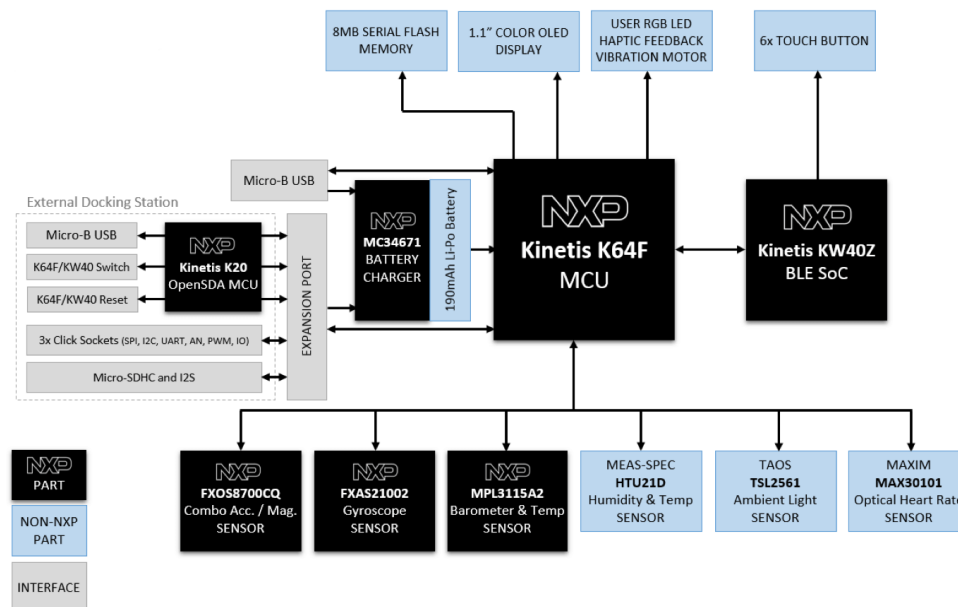 8MB SERIAL FLASH
MEMORY
1.1” COLOR OLED
DISPLAY
USER RGB LED
HAPTIC FEEDBACK
VIBRATION MOTOR
6x TOUCH BUTTON
Micro-B USB
NXP
MC34671
BATTERY
CHARGER
190mAh Li-Po Battery
NXP
Kinetis K64F
MCU
NXP
Kinetis KW40Z
BLE SoC
External Docking Station
Micro-B USB
K64F/KW40 Switch
K64F/KW40 Reset
NXP
Kinetis K20
OpenSDA MCU
3x Click Sockets (SPI, I2C, UART, AN, PWM, IO)
Micro-SDHC and I2S
EXPANSION PORT
NXP
FXOS8700CQ
Combo Acc. / Mag.
SENSOR
NXP
FXAS21002
Gyroscope
SENSOR
NXP
MPL3115A2
Barometer & Temp
SENSOR
MEAS-SPEC
HTU21D
Humidity & Temp
SENSOR
TAOS
TSL2561
Ambient Light
SENSOR
MAXIM
MAX30101
Optical Heart Rate
SENSOR
NXP
PART
NON-NXP
PART
INTERFACE